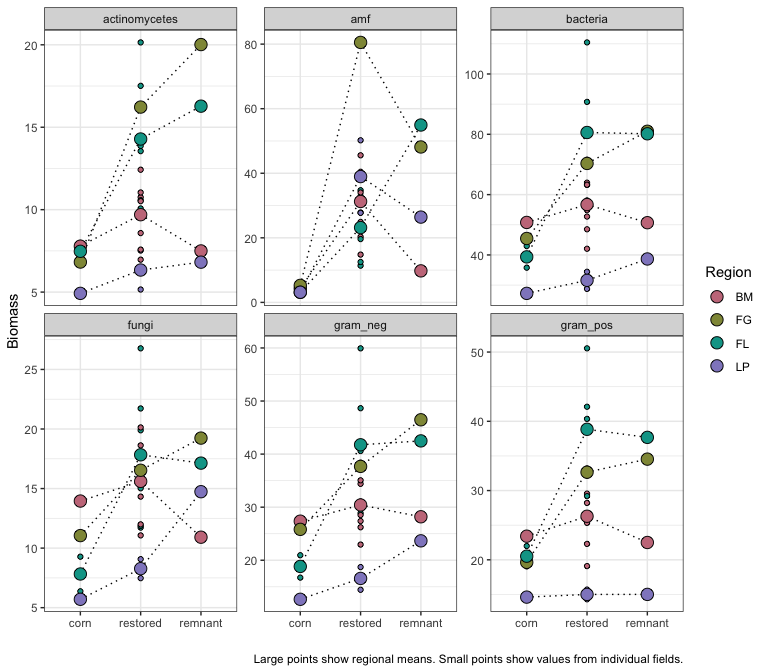 actinomycetes
amf
bacteria
20
15
10
5
80
60
40
20
0
100
80
60
40
Biomass
fungi
gram_neg
gram_pos
25
20
15
10
5
60
50
40
30
20
50
40
30
20
corn restored remnant
corn restored remnant
corn restored remnant
Region
BM
FG
FL
LP
Large points show regional means. Small points show values from individual fields.